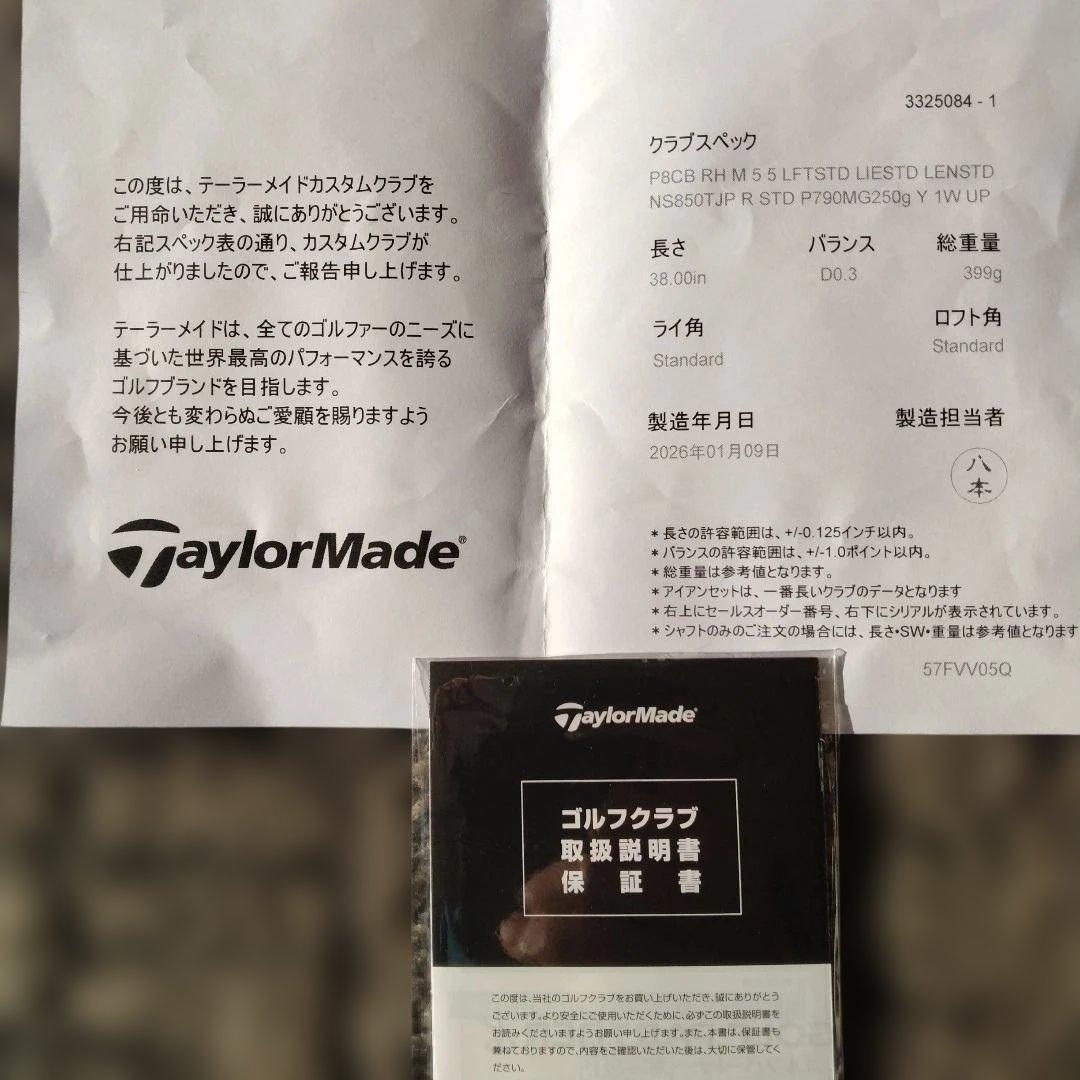 この度は、テーラーメイドカスタムクラブを
ご用命いただき、誠にありがとうございます。
右記スペック表の通り、カスタムクラブが
仕上がりましたので、ご報告申し上げます。
テーラーメイドは、全てのゴルファーのニーズに
基づいた世界最高のパフォーマンスを誇る
ゴルフブランドを目指します。
今後とも変わらぬご愛顧を賜りますよう
お願い申し上げます。
TaylorMade®
3325084 - 1
クラブスペック
P8CB RH M 5 5 LFTSTD LIESTD LENSTD
NS850TJP R STD P790MG250g Y 1W UP
長さ バランス 総重量
38.00in D0.3 399g
ライ角 ロフト角
Standard Standard
製造年月日 製造担当者
2026年01月09日
八本
* 長さの許容範囲は、+/-0.125インチ以内。
* バランスの許容範囲は、+/-1.0ポイント以内。
* 総重量は参考値となります。
* アイアンセットは、一番長いクラブのデータとなります
* 右上にセールスオーダー番号、右下にシリアルが表示されています。
* シャフトのみのご注文の場合には、長さ•SW•重量は参考値となります
57FVV05Q
TaylorMade®
ゴルフクラブ
取扱説明書
保証書
この度は、当社のゴルフクラブをお買い上げいただき、誠にありがとう
ございます。より安全にご使用いただくために、必ずこの取扱説明書を
お読みくださいますようお願い申し上げます。また、本書は、保証書も
兼ねておりますので、内容をご確認いただいた後は、大切に保管してく
ださい。